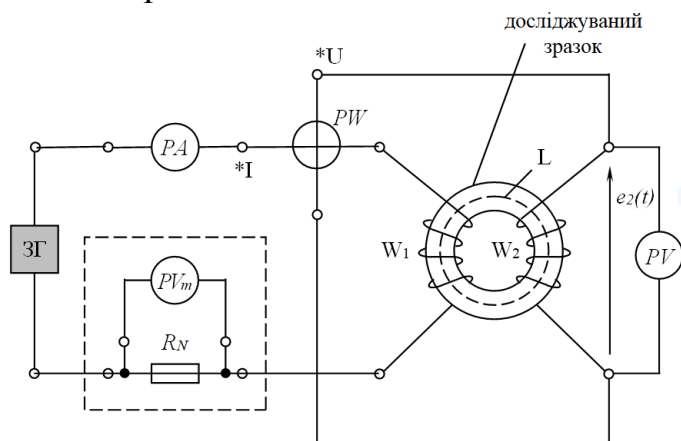 досліджуваний
зразок
*U
PW
PA
*I
L
e2(t)
ЗГ
W1
W2
PV
PVm
RN